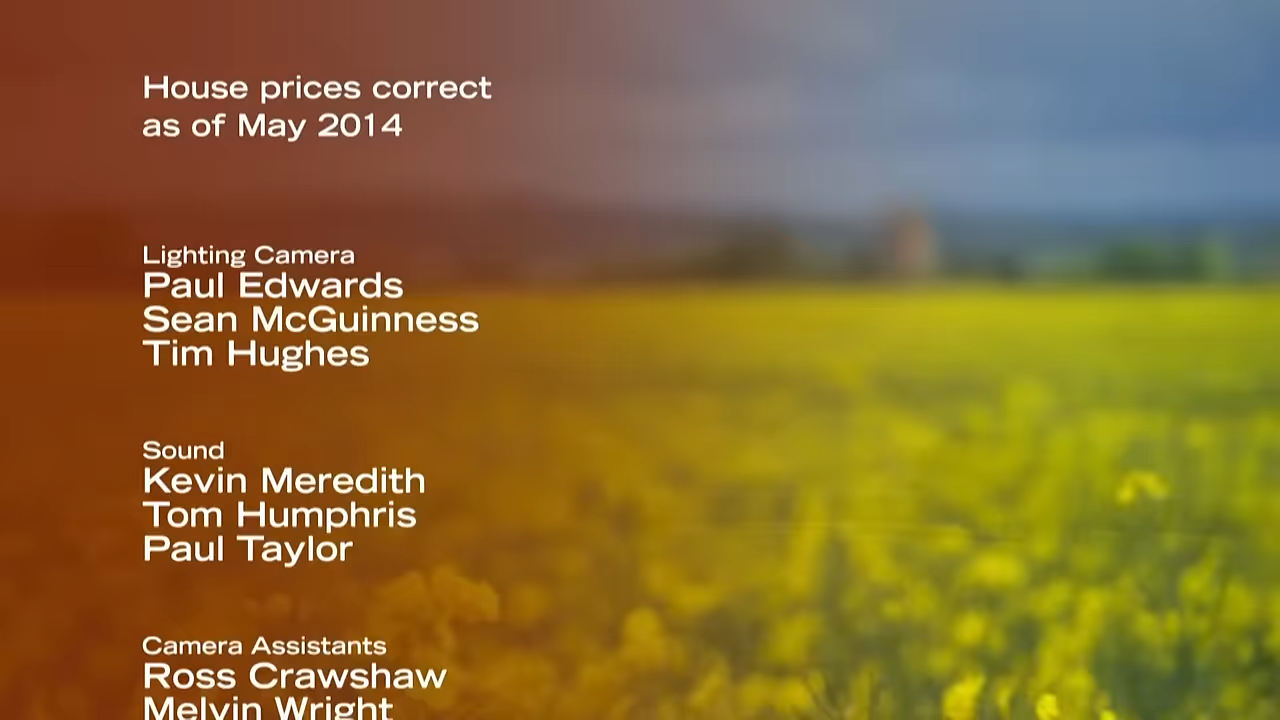 House prices correct
as of May 2014
Lighting Camera
Paul Edwards
Sean McGuinness
Tim Hughes
Sound
Kevin Meredith
Tom Humphris
Paul Taylor
Camera Assistants
Ross Crawshaw
Melvin Wright